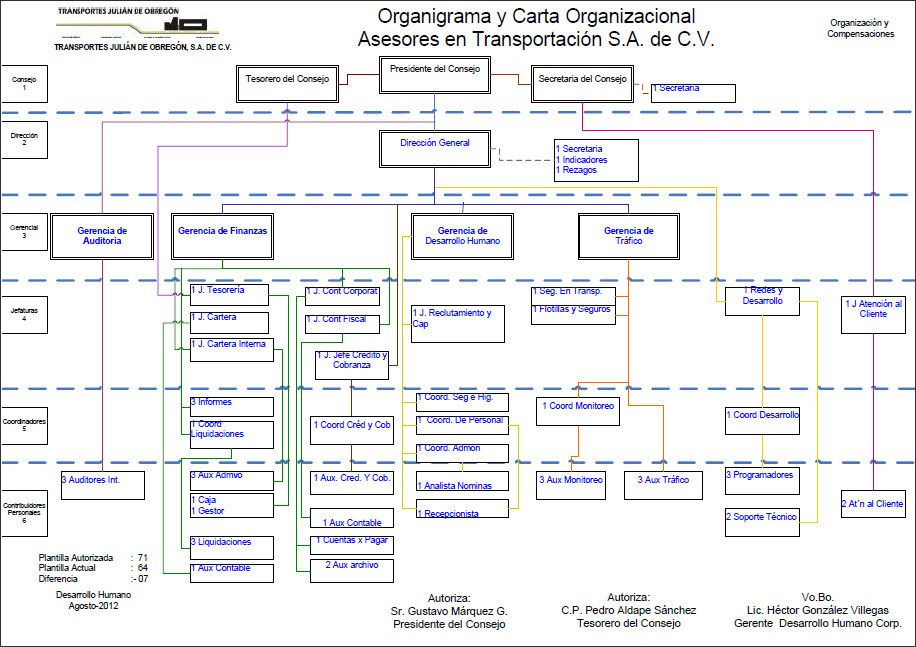 TRANSPORTES JULIÁN DE OBREGÓN
TRANSPORTES JULIÁN DE OBREGÓN, S.A. DE C.V.
Organigrama y Carta Organizacional
Asesores en Transportación S.A. de C.V.
Organización y
Compensaciones
Consejo
1
Tesorero del Consejo
Presidente del Consejo
Secretaria del Consejo
1 Secretaria
Dirección
2
Dirección General
1 Secretaria
1 Indicadores
1 Rezagos
Gerencial
3
Gerencia de
Auditoria
Gerencia de Finanzas
Gerencia de
Desarrollo Humano
Gerencia de
Tráfico
Jefaturas
4
1 J. Tesorería
1 J. Cartera
1 J. Cartera Interna
1 J. Cont Corporat
1 J. Cont Fiscal
1 J. Jefe Crédito y
Cobranza
1 J. Reclutamiento y
Cap
1 Seg. En Transp.
1 Flotillas y Seguros
1 Redes y
Desarrollo
1 J Atención al
Cliente
Coordinadores
5
3 Informes
1 Coord
Liquidaciones
1 Coord Créd y Cob
1 Coord. Seg e Hig.
1 Coord. De Personal
1 Coord. Admon
1 Coord Monitoreo
1 Coord Desarrollo
Contribuidores
Personales
6
3 Auditores Int.
3 Aux Admvo
1 Caja
1 Gestor
3 Liquidaciones
1 Aux Contable
1 Aux. Cred. Y Cob.
1 Aux Contable
1 Cuentas x Pagar
2 Aux archivo
1 Analista Nominas
1 Recepcionista
3 Aux Monitoreo
3 Aux Tráfico
3 Programadores
2 Soporte Técnico
2 At´n al Cliente
Plantilla Autorizada : 71
Plantilla Actual : 64
Diferencia :- 07
Desarrollo Humano
Agosto-2012
Autoriza:
Sr. Gustavo Márquez G.
Presidente del Consejo
Autoriza:
C.P. Pedro Aldape Sánchez
Tesorero del Consejo
Vo.Bo.
Lic. Héctor González Villegas
Gerente Desarrollo Humano Corp.